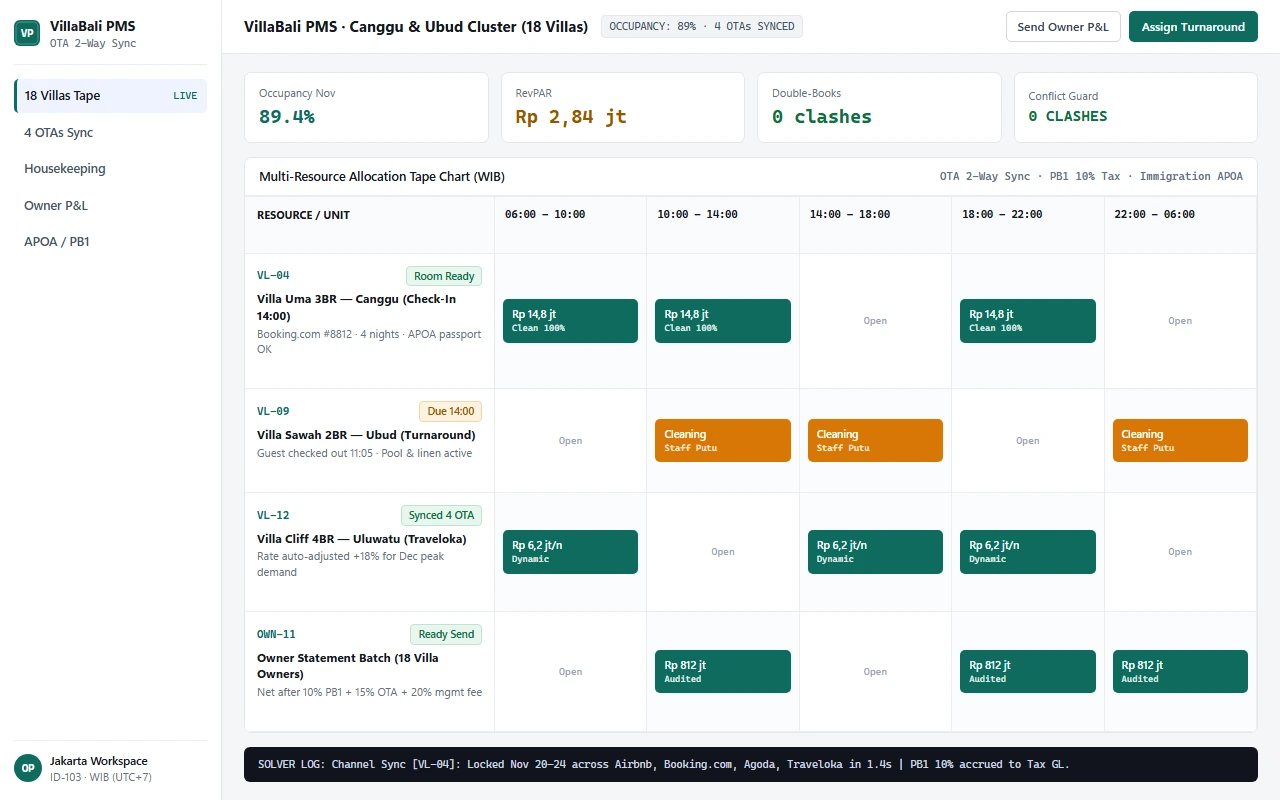 VP
VillaBali PMS
OTA 2-Way Sync
18 Villas Tape LIVE
4 OTAs Sync
Housekeeping
Owner P&L
APOA / PB1
OP
Jakarta Workspace
ID-103 · WIB (UTC+7)
VillaBali PMS · Canggu & Ubud Cluster (18 Villas)
OCCUPANCY: 89% · 4 OTAs SYNCED
Send Owner P&L
Assign Turnaround
Occupancy Nov
89.4%
RevPAR
Rp 2,84 jt
Double-Books
0 clashes
Conflict Guard
0 CLASHES
Multi-Resource Allocation Tape Chart (WIB)
OTA 2-Way Sync · PB1 10% Tax · Immigration APOA
RESOURCE / UNIT
06:00 – 10:00
10:00 – 14:00
14:00 – 18:00
18:00 – 22:00
22:00 – 06:00
VL-04
Room Ready
Villa Uma 3BR — Canggu (Check-In
14:00)
Booking.com #8812 · 4 nights · APOA passport
OK
Rp 14,8 jt
Clean 100%
Rp 14,8 jt
Clean 100%
Open
Rp 14,8 jt
Clean 100%
Open
VL-09
Due 14:00
Villa Sawah 2BR — Ubud (Turnaround)
Guest checked out 11:05 · Pool & linen active
Open
Cleaning
Staff Putu
Cleaning
Staff Putu
Open
Cleaning
Staff Putu
VL-12
Synced 4 OTA
Villa Cliff 4BR — Uluwatu (Traveloka)
Rate auto-adjusted +18% for Dec peak
demand
Rp 6,2 jt/n
Dynamic
Open
Rp 6,2 jt/n
Dynamic
Rp 6,2 jt/n
Dynamic
Open
OWN-11
Ready Send
Owner Statement Batch (18 Villa
Owners)
Net after 10% PB1 + 15% OTA + 20% mgmt fee
Open
Rp 812 jt
Audited
Open
Rp 812 jt
Audited
Rp 812 jt
Audited
SOLVER LOG: Channel Sync [VL-04]: Locked Nov 20-24 across Airbnb, Booking.com, Agoda, Traveloka in 1.4s | PB1 10% accrued to Tax GL.